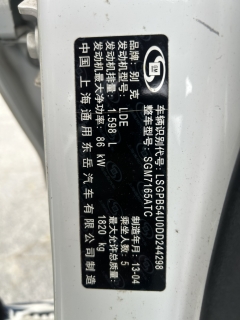 品牌: 别克
发动机型号: LDE
发动机排量: 1.598 L
发动机最大净功率: 86 kW
中国 上海通用东岳汽车有限公司制造
车辆识别代号: LSGPB54U0DD244298
整车型号: SGM7165ATC
制造年月: 13-04
乘坐人数: 5
最大允许总质量: 1820 kg